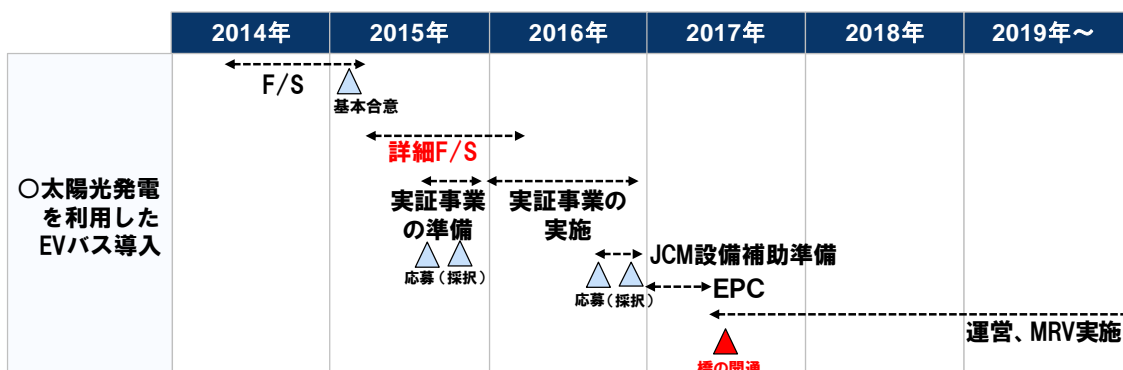 2014年 2015年 2016年 2017年 2018年 2019年~
F/S
基本合意
詳細F/S
○太陽光発電
を利用した
EVバス導入
実証事業
の準備
実証事業の
実施
応募(採択)
JCM設備補助準備
応募(採択)
EPC
運営、MRV実施
橋の開通